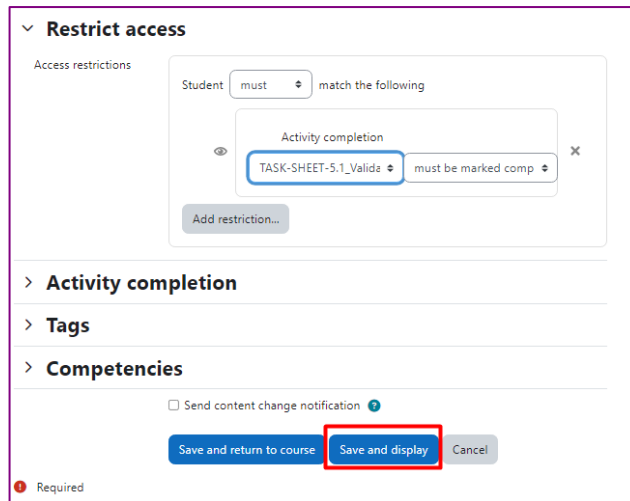 Restrict access
Access restrictions
Student must match the following
Activity completion
TASK-SHEET-5.1_Valida must be marked comp
Add restriction...
Activity completion
Tags
Competencies
Send content change notification
Save and return to course Save and display Cancel
Required